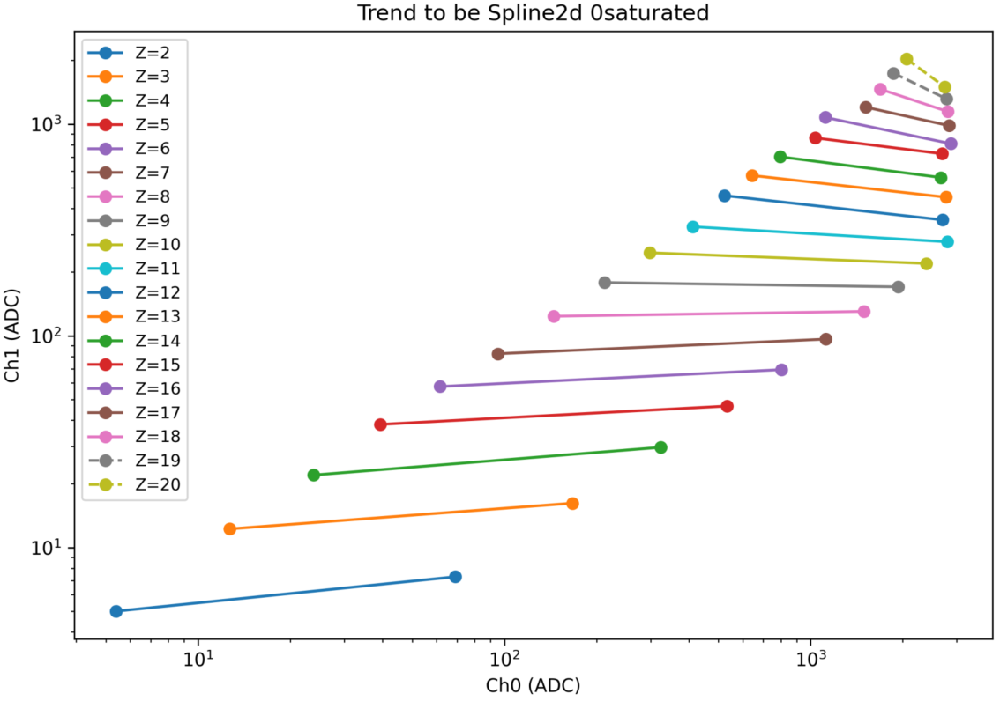 Trend to be Spline2d 0saturated
Z=2
Z=3
Z=4
Z=5
Z=6
Z=7
Z=8
Z=9
Z=10
Z=11
Z=12
Z=13
Z=14
Z=15
Z=16
Z=17
Z=18
Z=19
Z=20
10³
10²
10¹
Ch1 (ADC)
10¹ 10² 10³
Ch0 (ADC)